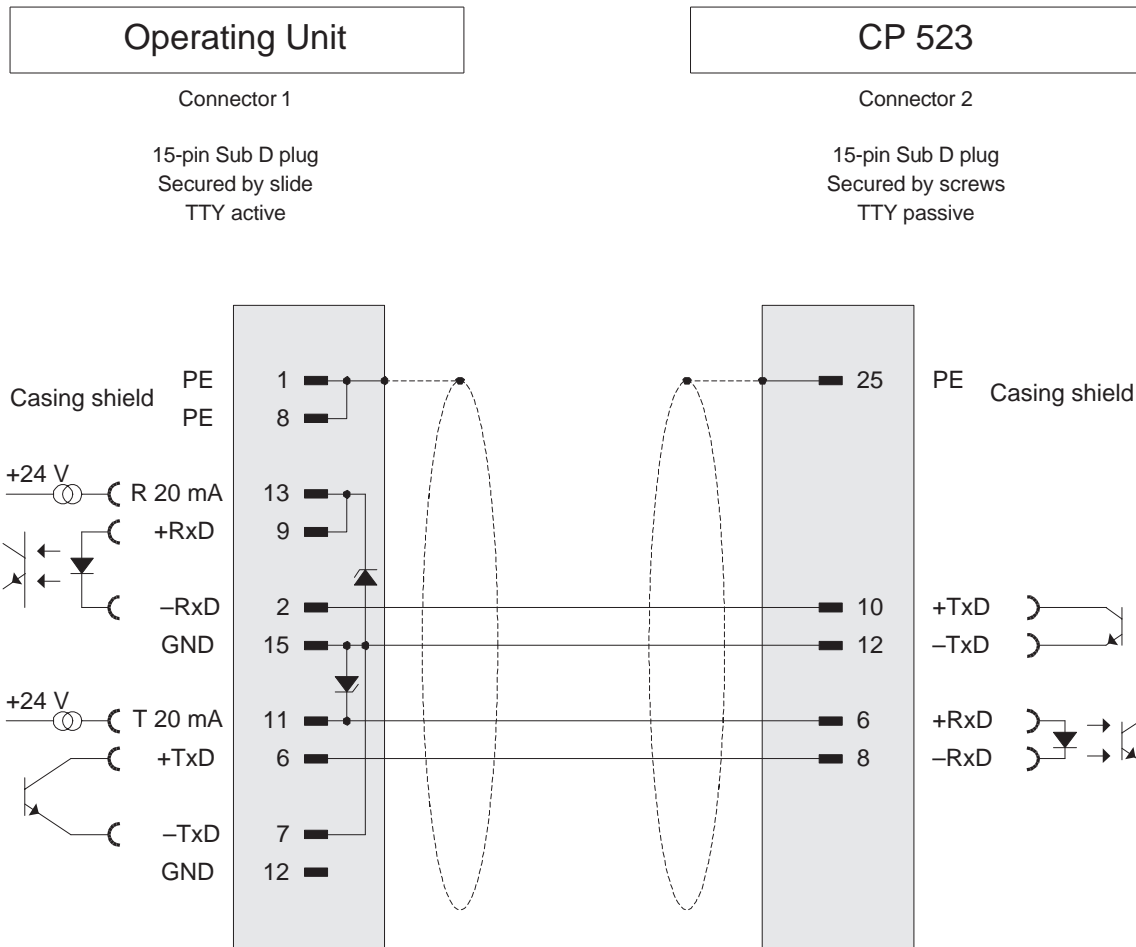 Operating Unit
CP 523
Connector 1
Connector 2
15-pin Sub D plug
Secured by slide
TTY active
15-pin Sub D plug
Secured by screws
TTY passive
Casing shield
PE 1
PE 8
25 PE
Casing shield
+24 V
R 20 mA 13
+RxD 9
–RxD 2
10 +TxD
GND 15
12 –TxD
+24 V
T 20 mA 11
6 +RxD
+TxD 6
8 –RxD
–TxD 7
GND 12